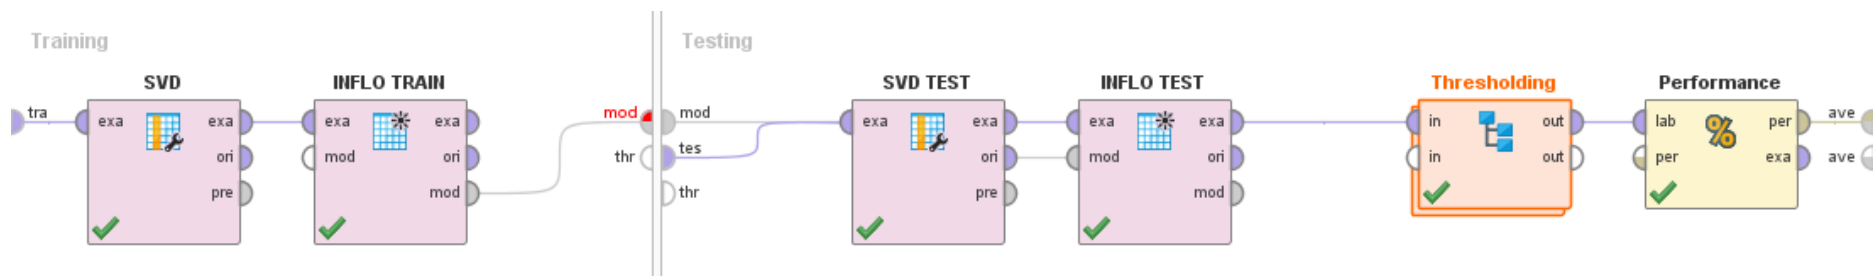 Training
Testing
SVD
INFLO TRAIN
SVD TEST
INFLO TEST
Thresholding
Performance
tra
exa
exa
ori
pre
exa
mod
exa
ori
mod
mod
thr
mod
tes
thr
exa
exa
ori
pre
exa
mod
exa
ori
mod
in
in
out
out
lab
per
%
per
exa
ave
ave